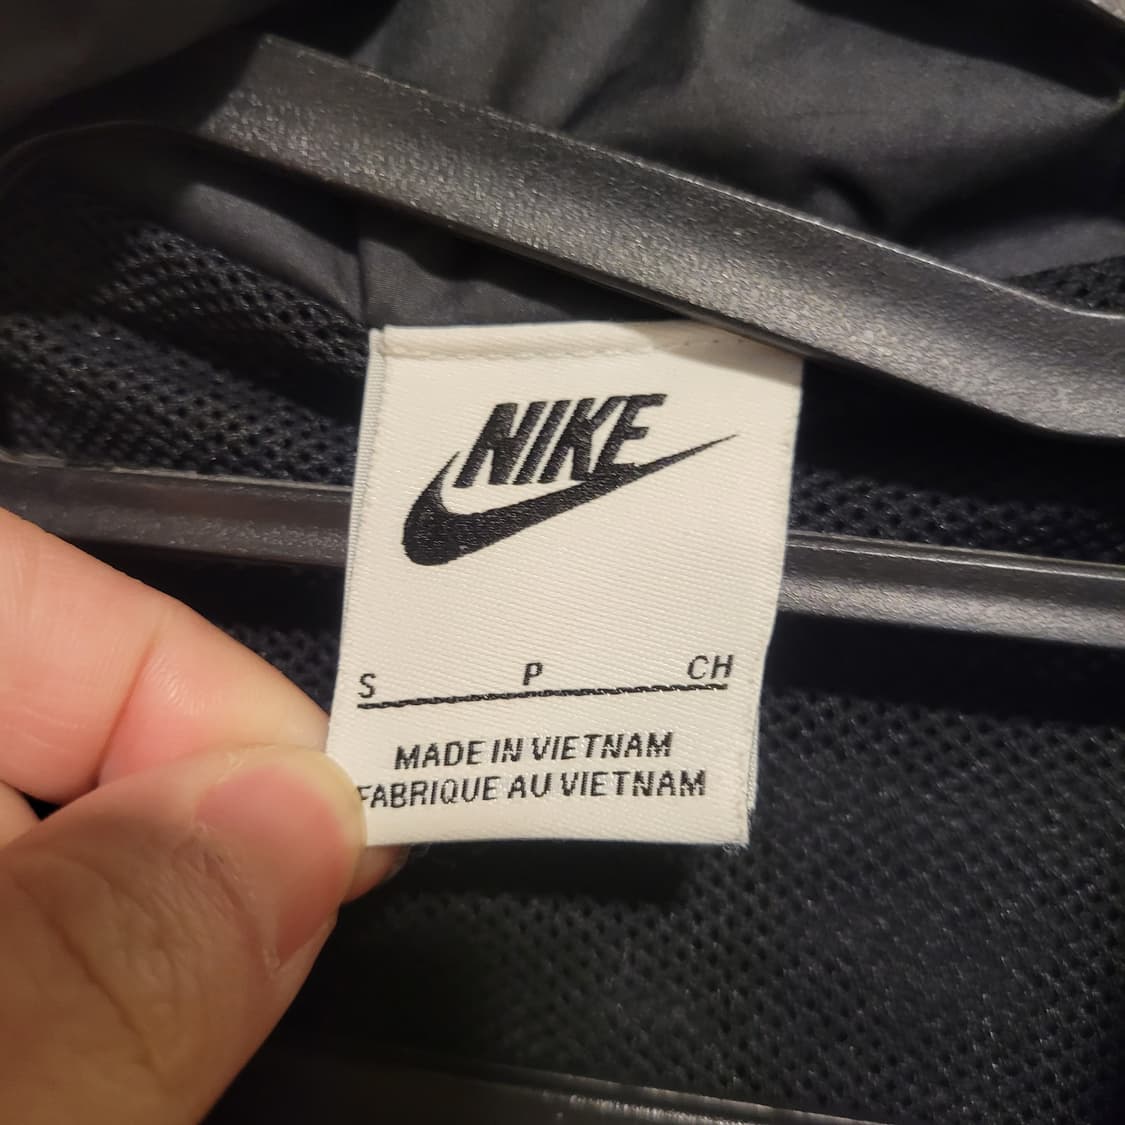 NIKE
S P CH
MADE IN VIETNAM
FABRIQUE AU VIETNAM